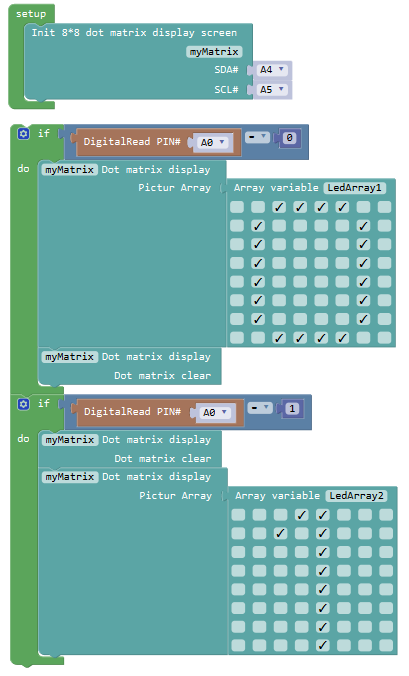 setup
Init 8*8 dot matrix display screen
myMatrix
SDA# A4
SCL# A5
if DigitalRead PIN# A0 = 0
do myMatrix Dot matrix display
Pictur Array Array variable LedArray1
myMatrix Dot matrix display
Dot matrix clear
if DigitalRead PIN# A0 = 1
do myMatrix Dot matrix display
Dot matrix clear
myMatrix Dot matrix display
Pictur Array Array variable LedArray2